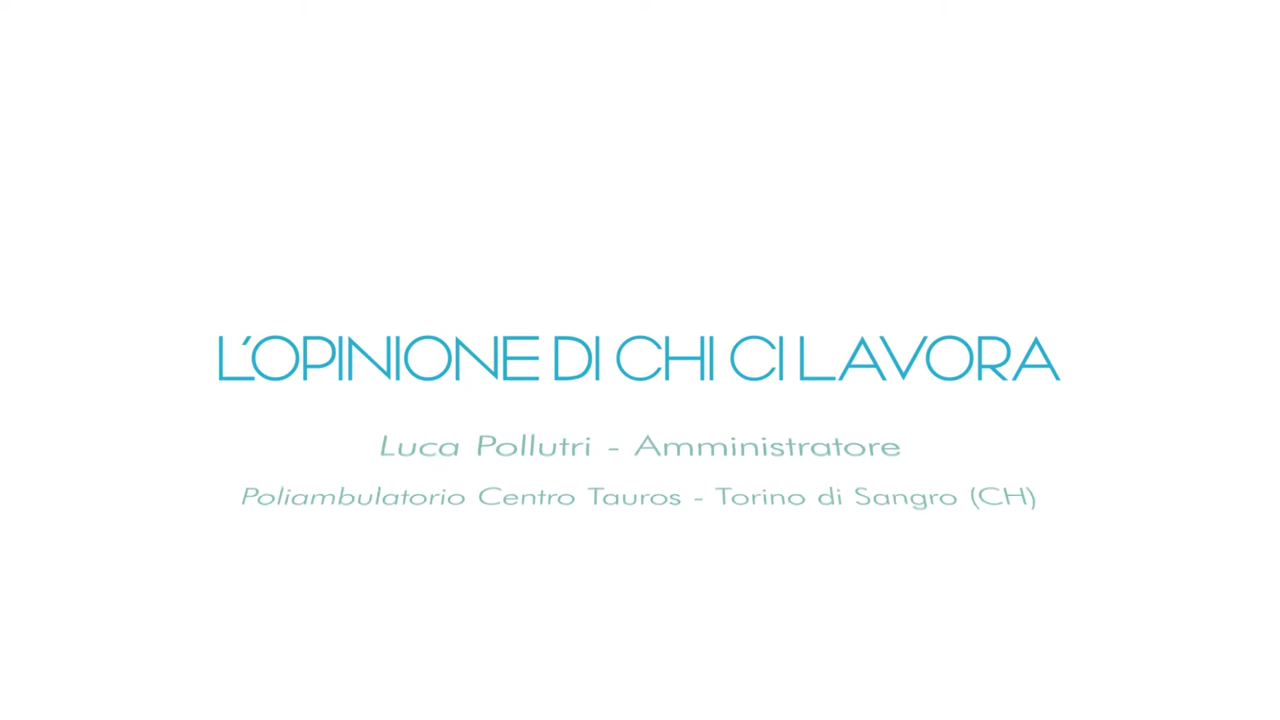 L'OPINIONE DI CHI CI LAVORA
Luca Pollutri - Amministratore
Poliambulatorio Centro Tauros - Torino di Sangro (CH)